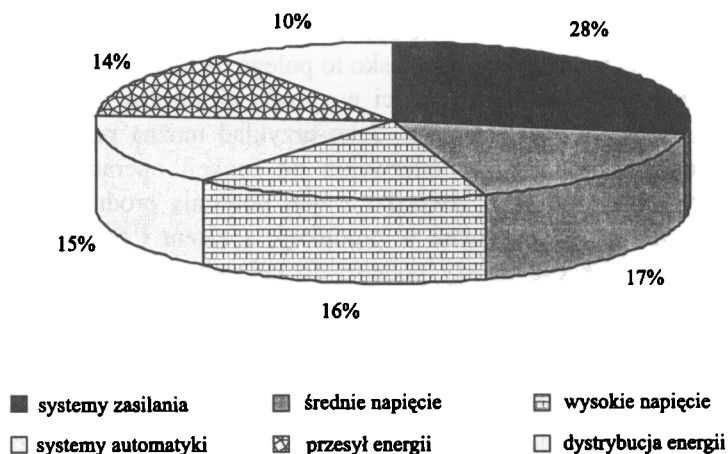 10%
28%
14%
15%
17%
16%
systemy zasilania
średnie napięcie
wysokie napięcie
systemy automatyki
przesył energii
dystrybucja energii